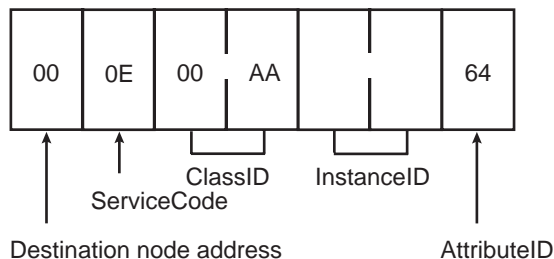 00 0E 00 AA 64
ClassID InstanceID
ServiceCode
Destination node address AttributeID